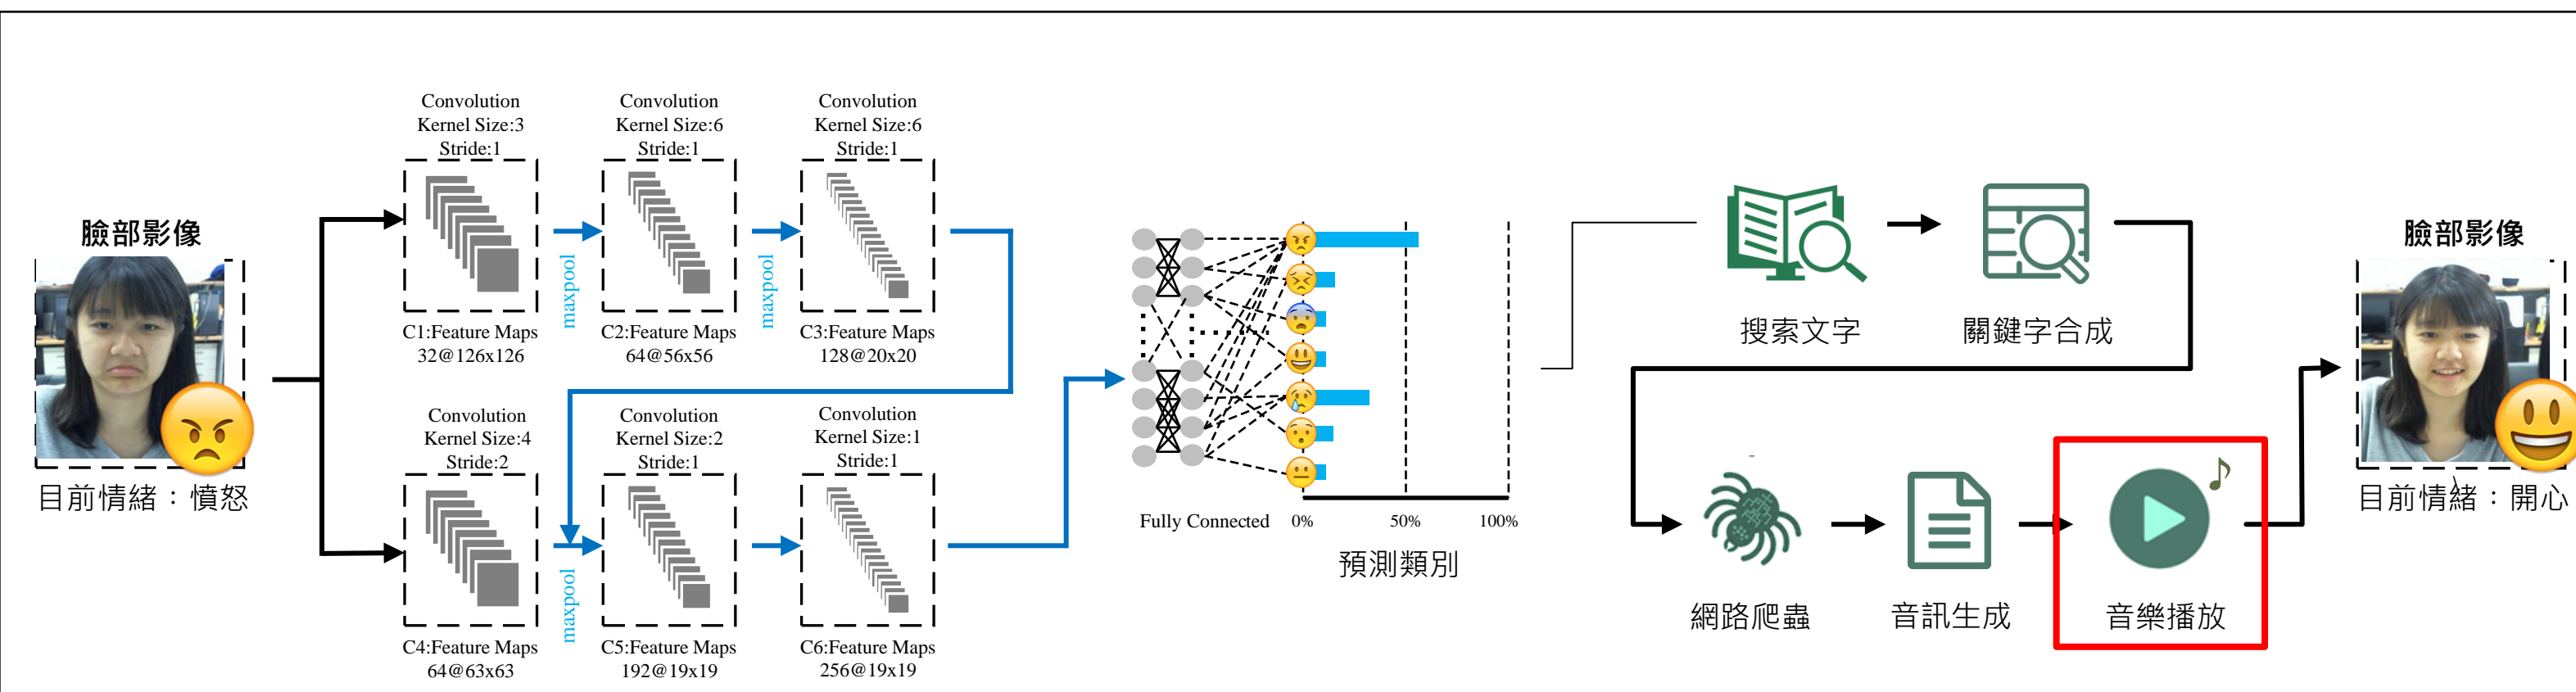 臉部影像
目前情緒：憤怒
Convolution
Kernel Size:3
Stride:1
C1:Feature Maps
32@126x126
maxpool
Convolution
Kernel Size:6
Stride:1
C2:Feature Maps
64@56x56
maxpool
Convolution
Kernel Size:6
Stride:1
C3:Feature Maps
128@20x20
Convolution
Kernel Size:4
Stride:2
C4:Feature Maps
64@63x63
maxpool
Convolution
Kernel Size:2
Stride:1
C5:Feature Maps
192@19x19
Convolution
Kernel Size:1
Stride:1
C6:Feature Maps
256@19x19
Fully Connected
0%
50%
100%
預測類別
搜索文字
關鍵字合成
網路爬蟲
音訊生成
音樂播放
臉部影像
目前情緒：開心